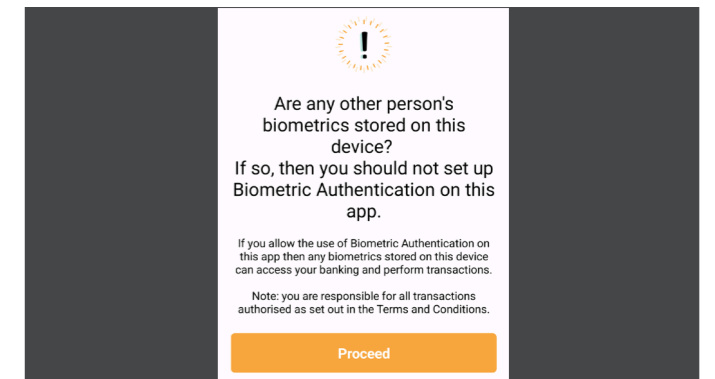 !
Are any other person's
biometrics stored on this
device?
If so, then you should not set up
Biometric Authentication on this
app.
If you allow the use of Biometric Authentication on
this app then any biometrics stored on this device
can access your banking and perform transactions.
Note: you are responsible for all transactions
authorised as set out in the Terms and Conditions.
Proceed